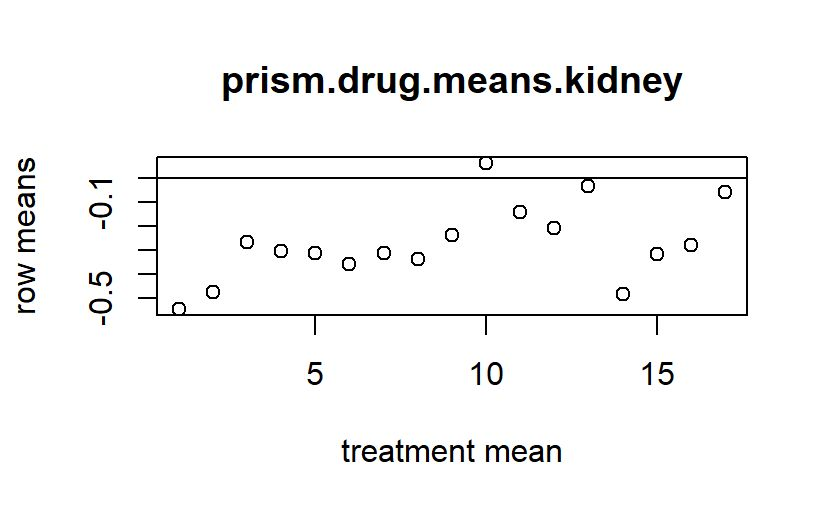 prism.drug.means.kidney
row means
-0.1
-0.5
5 10 15
treatment mean